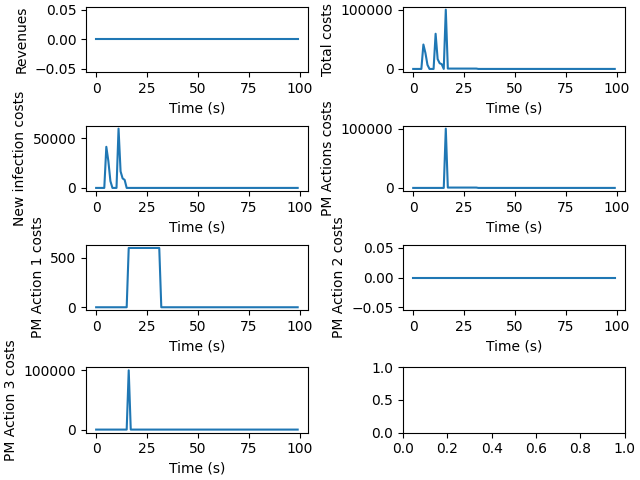 Revenues
0.05
0.00
−0.05
0 25 50 75 100
Time (s)
Total costs
100000
0
0 25 50 75 100
Time (s)
New infection costs
50000
0
0 25 50 75 100
Time (s)
PM Actions costs
100000
0
0 25 50 75 100
Time (s)
PM Action 1 costs
500
0
0 25 50 75 100
Time (s)
PM Action 2 costs
0.05
0.00
−0.05
0 25 50 75 100
Time (s)
PM Action 3 costs
100000
0
0 25 50 75 100
Time (s)
1.0
0.5
0.0
0.0 0.2 0.4 0.6 0.8 1.0